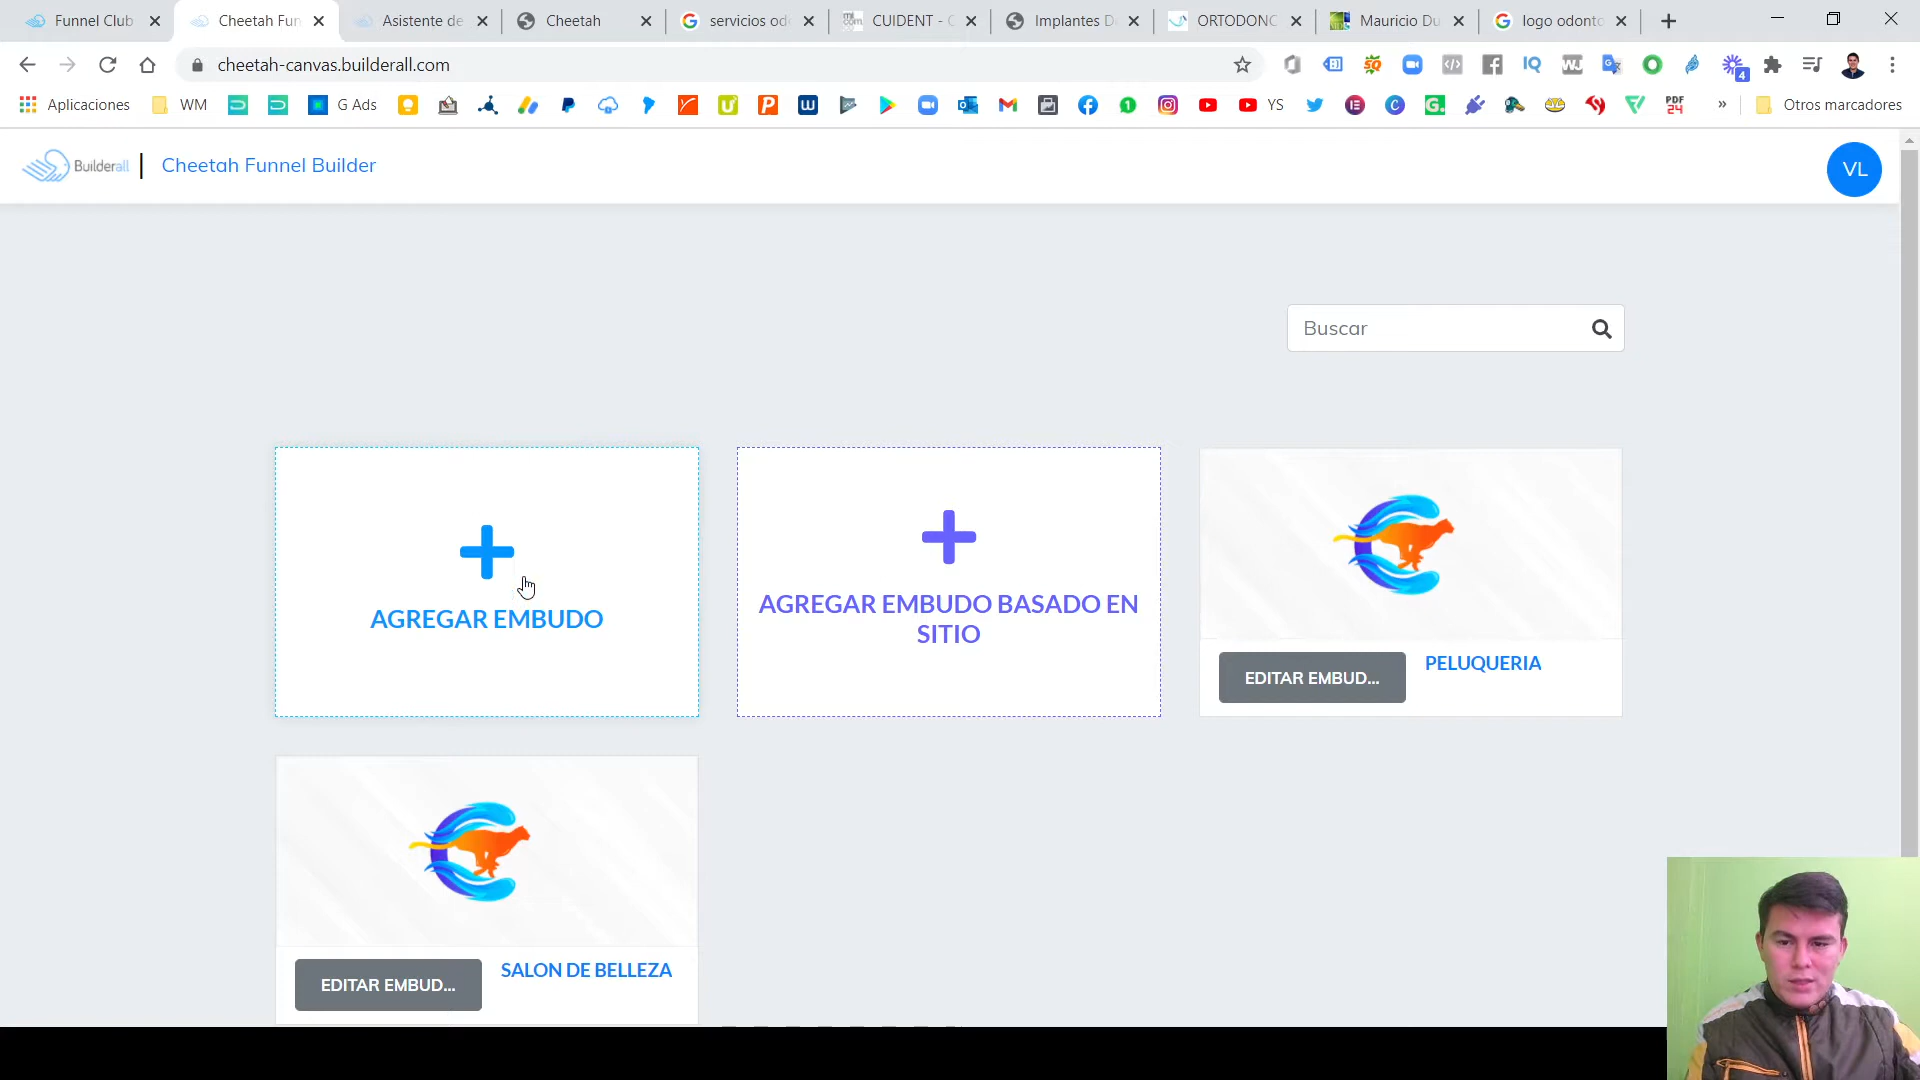 Funnel Club
Cheetah Fun
Asistente de
Cheetah
servicios od
CUIDENT - C
Implantes D
ORTODONC
Mauricio Du
logo odonto
cheetah-canvas.builderall.com
Aplicaciones
WM
G Ads
YS
PDF
24
Otros marcadores
Builderall
Cheetah Funnel Builder
VL
Buscar
AGREGAR EMBUDO
AGREGAR EMBUDO BASADO EN
SITIO
EDITAR EMBUD...
PELUQUERIA
EDITAR EMBUD...
SALON DE BELLEZA